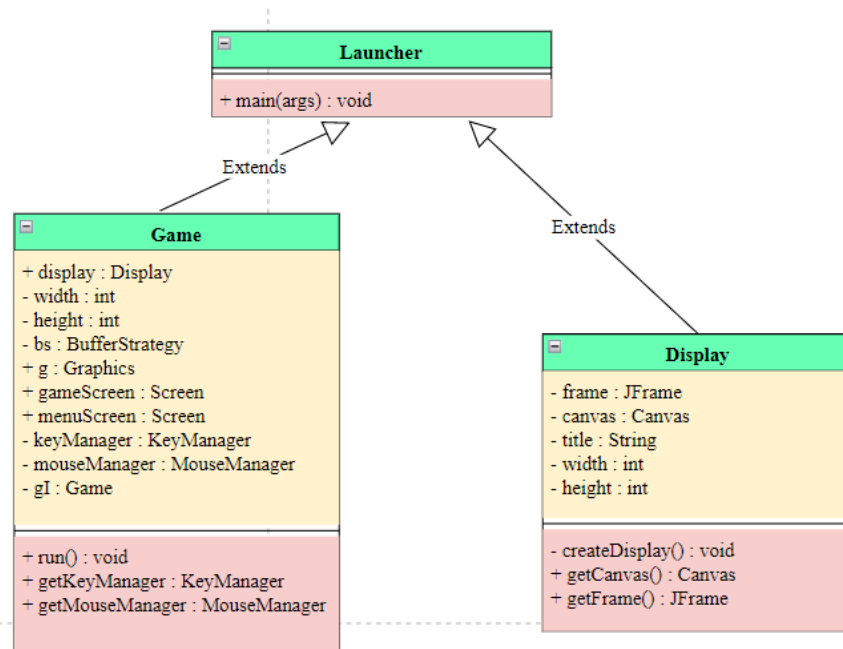 Launcher
+ main(args) : void
Extends
Extends
Game
+ display : Display
- width : int
- height : int
- bs : BufferStrategy
+ g : Graphics
+ gameScreen : Screen
+ menuScreen : Screen
- keyManager : KeyManager
- mouseManager : MouseManager
- gI : Game
+ run() : void
+ getKeyManager : KeyManager
+ getMouseManager : MouseManager
Display
- frame : JFrame
- canvas : Canvas
- title : String
- width : int
- height : int
- createDisplay() : void
+ getCanvas() : Canvas
+ getFrame() : JFrame